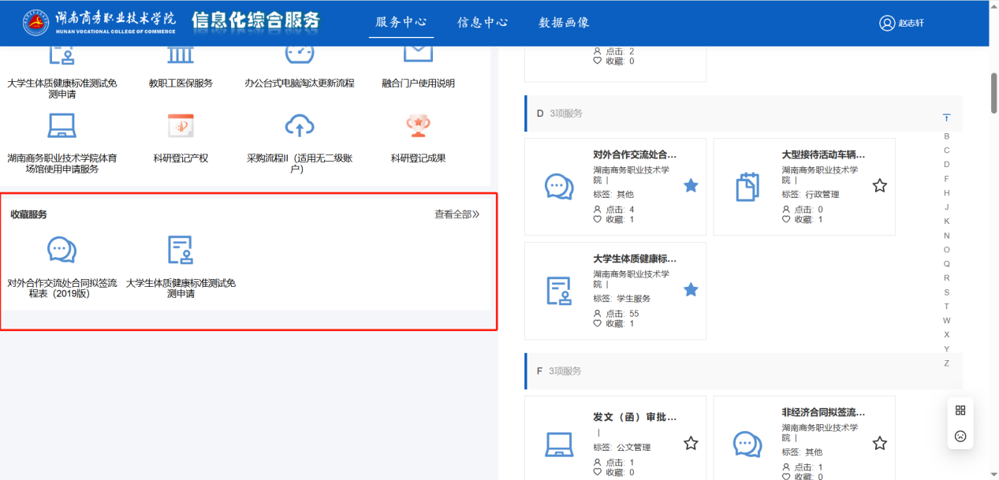 湖南商务职业技术学院
HUNAN VOCATIONAL COLLEGE OF COMMERCE
信息化综合服务
服务中心
信息中心
数据画像
赵志轩
大学生体质健康标准测试免
测申请
教职工医保服务
办公台式电脑淘汰更新流程
融合门户使用说明
湖南商务职业技术学院体育
场馆使用申请服务
科研登记产权
采购流程II（适用无二级账
户）
科研登记成果
收藏服务
查看全部
对外合作交流处合同拟签流
程表（2019版）
大学生体质健康标准测试免
测申请
点击: 2
收藏: 0
D 3项服务
对外合作交流处合...
湖南商务职业技术学
院 |
标签: 其他
点击: 4
收藏: 1
大型接待活动车辆...
湖南商务职业技术学
院 |
标签: 行政管理
点击: 0
收藏: 1
大学生体质健康标...
湖南商务职业技术学
院 |
标签: 学生服务
点击: 55
收藏: 1
F 3项服务
发文（函）审批...
|
标签: 公文管理
点击: 1
收藏: 0
非经济合同拟签流...
湖南商务职业技术学
院 |
标签: 其他
点击: 1
收藏: 0
B
C
D
F
H
J
K
N
O
Q
R
S
T
W
X
Y
Z